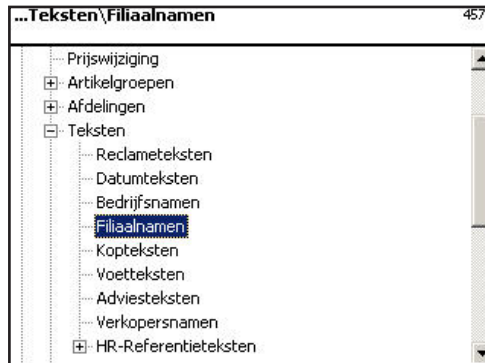 ...Teksten\Filiaalnamen 457
Prijswijziging
Artikelgroepen
Afdelingen
Teksten
Reclameteksten
Datumteksten
Bedrijfsnamen
Filiaalnamen
Kopteksten
Voetteksten
Adviesteksten
Verkopersnamen
HR-Referentieteksten